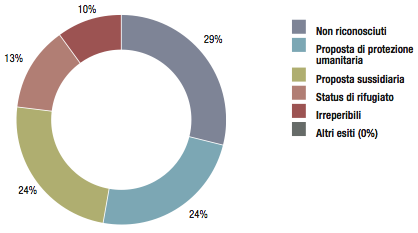 10%
29%
13%
24%
24%
Non riconosciuti
Proposta di protezione
umanitaria
Proposta sussidiaria
Status di rifugiato
Irreperibili
Altri esiti (0%)